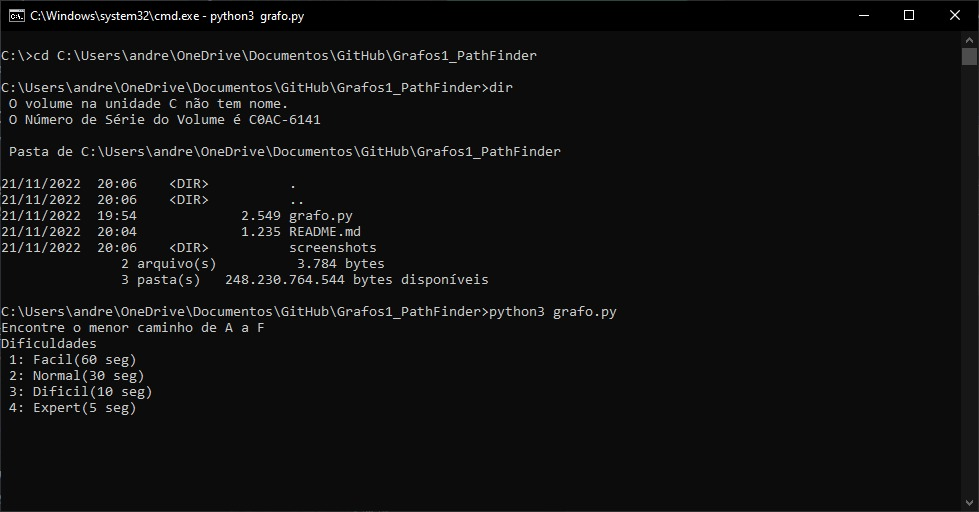 C:\Windows\system32\cmd.exe - python3  grafo.py
C:\>cd C:\Users\andre\OneDrive\Documentos\GitHub\Grafos1_PathFinder
C:\Users\andre\OneDrive\Documentos\GitHub\Grafos1_PathFinder>dir
 O volume na unidade C não tem nome.
 O Número de Série do Volume é C0AC-6141
 Pasta de C:\Users\andre\OneDrive\Documentos\GitHub\Grafos1_PathFinder
21/11/2022  20:06    <DIR>          .
21/11/2022  20:06    <DIR>          ..
21/11/2022  19:54             2.549 grafo.py
21/11/2022  20:04             1.235 README.md
21/11/2022  20:06    <DIR>          screenshots
               2 arquivo(s)          3.784 bytes
               3 pasta(s)   248.230.764.544 bytes disponíveis
C:\Users\andre\OneDrive\Documentos\GitHub\Grafos1_PathFinder>python3 grafo.py
Encontre o menor caminho de A a F
Dificuldades
 1: Facil(60 seg)
 2: Normal(30 seg)
 3: Dificil(10 seg)
 4: Expert(5 seg)